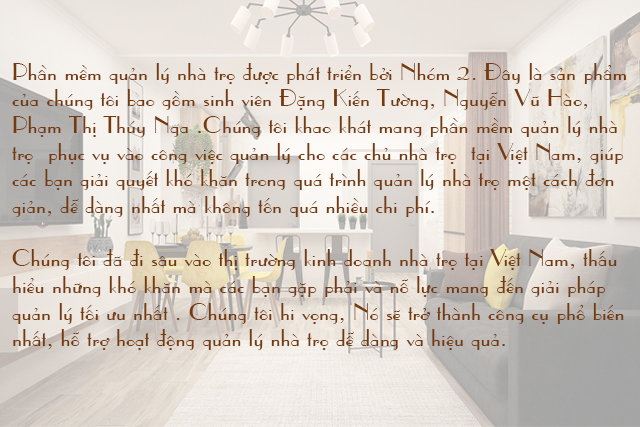 Phần mềm quản lý nhà trọ được phát triển bởi Nhóm 2. Đây là sản phẩm
của chúng tôi bao gồm sinh viên Đặng Kiến Tường, Nguyễn Vũ Hào,
Phạm Thị Thúy Nga .Chúng tôi khao khát mang phần mềm quản lý nhà
trọ phục vụ vào công việc quản lý cho các chủ nhà trọ tại Việt Nam, giúp
các bạn giải quyết khó khăn trong quá trình quản lý nhà trọ một cách đơn
giản, dễ dàng nhất mà không tốn quá nhiều chi phí.
Chúng tôi đã đi sâu vào thị trường kinh doanh nhà trọ tại Việt Nam, thấu
hiểu những khó khăn mà các bạn gặp phải và nỗ lực mang đến giải pháp
quản lý tối ưu nhất . Chúng tôi hi vọng, Nó sẽ trở thành công cụ phổ biến
nhất, hỗ trợ hoạt động quản lý nhà trọ dễ dàng và hiệu quả.